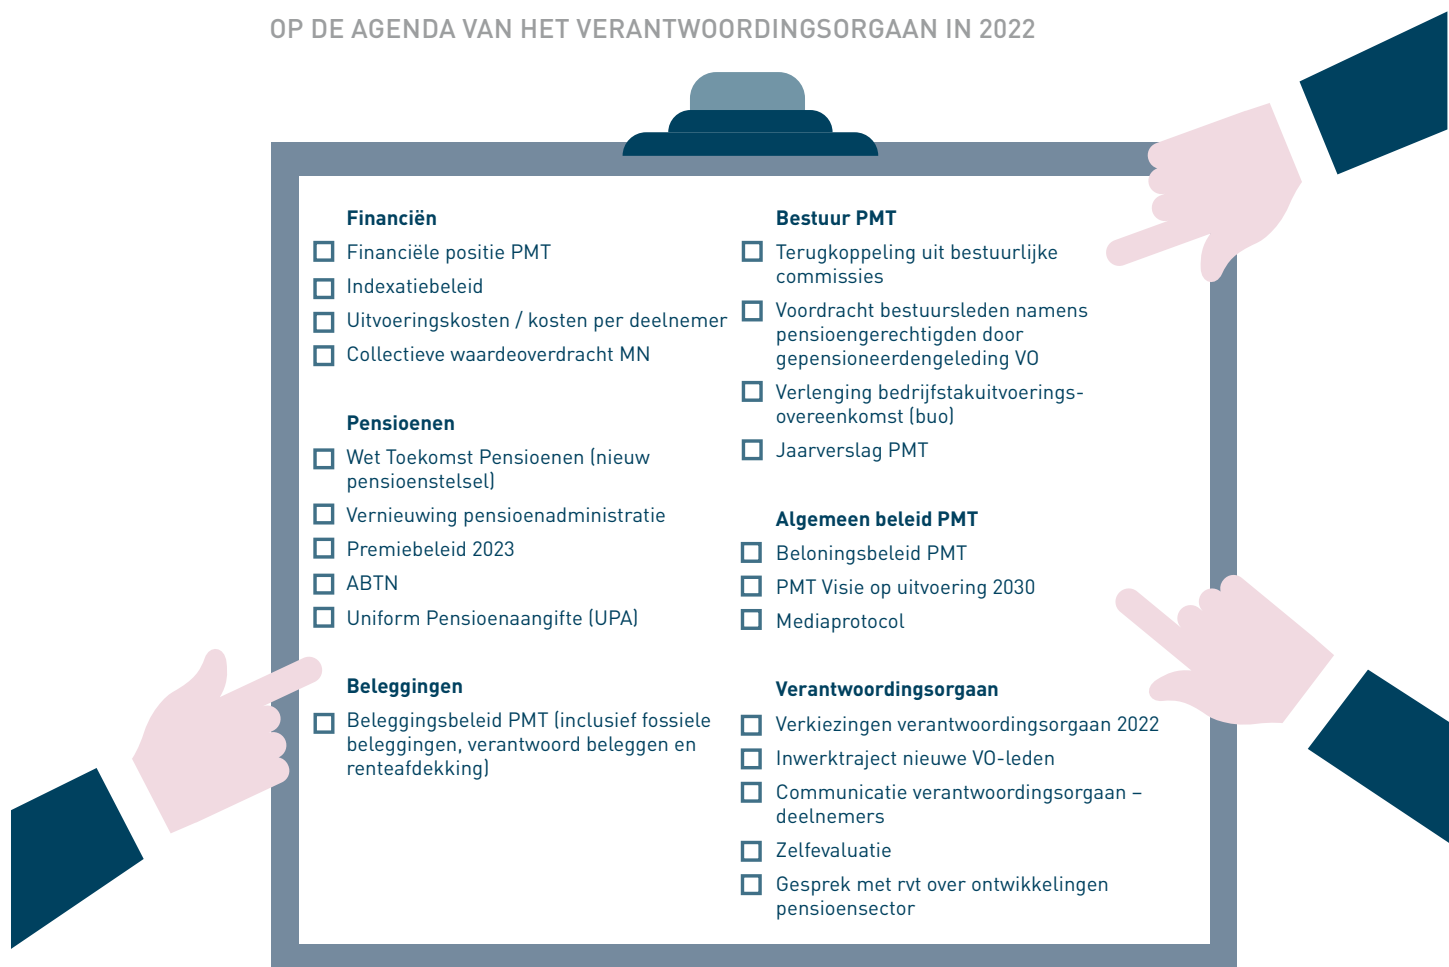 OP DE AGENDA VAN HET VERANTWOORDINGSORGAAN IN 2022
Financiën
Financiële positie PMT
Indexatiebeleid
Uitvoeringskosten / kosten per deelnemer
Collectieve waardeoverdracht MN
Pensioenen
Wet Toekomst Pensioenen (nieuw
pensioenstelsel)
Vernieuwing pensioenadministratie
Premiebeleid 2023
ABTN
Uniform Pensioenaangifte (UPA)
Beleggingen
Beleggingsbeleid PMT (inclusief fossiele
beleggingen, verantwoord beleggen en
renteafdekking)
Bestuur PMT
Terugkoppeling uit bestuurlijke
commissies
Voordracht bestuursleden namens
pensioengerechtigden door
gepensioneerdengeleding VO
Verlenging bedrijfstakuitvoerings-
overeenkomst (buo)
Jaarverslag PMT
Algemeen beleid PMT
Beloningsbeleid PMT
PMT Visie op uitvoering 2030
Mediaprotocol
Verantwoordingsorgaan
Verkiezingen verantwoordingsorgaan 2022
Inwerktraject nieuwe VO-leden
Communicatie verantwoordingsorgaan –
deelnemers
Zelfevaluatie
Gesprek met rvt over ontwikkelingen
pensioensector